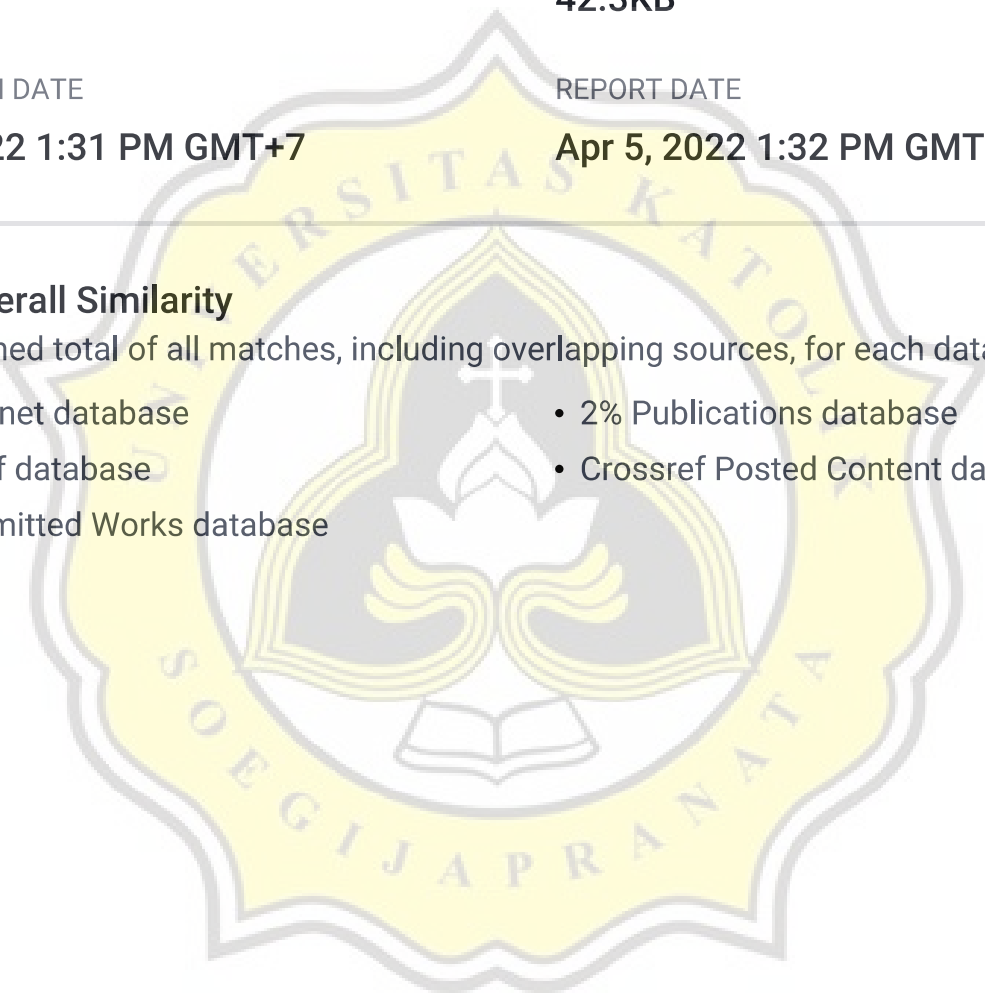 42.3KB
DATE
REPORT DATE
22 1:31 PM GMT+7
Apr 5, 2022 1:32 PM GMT
erall Similarity
ned total of all matches, including overlapping sources, for each data
net database
• 2% Publications database
f database
• Crossref Posted Content da
mitted Works database
UNIVERSITAS KATOLIK
SOEGIJAPRANATA